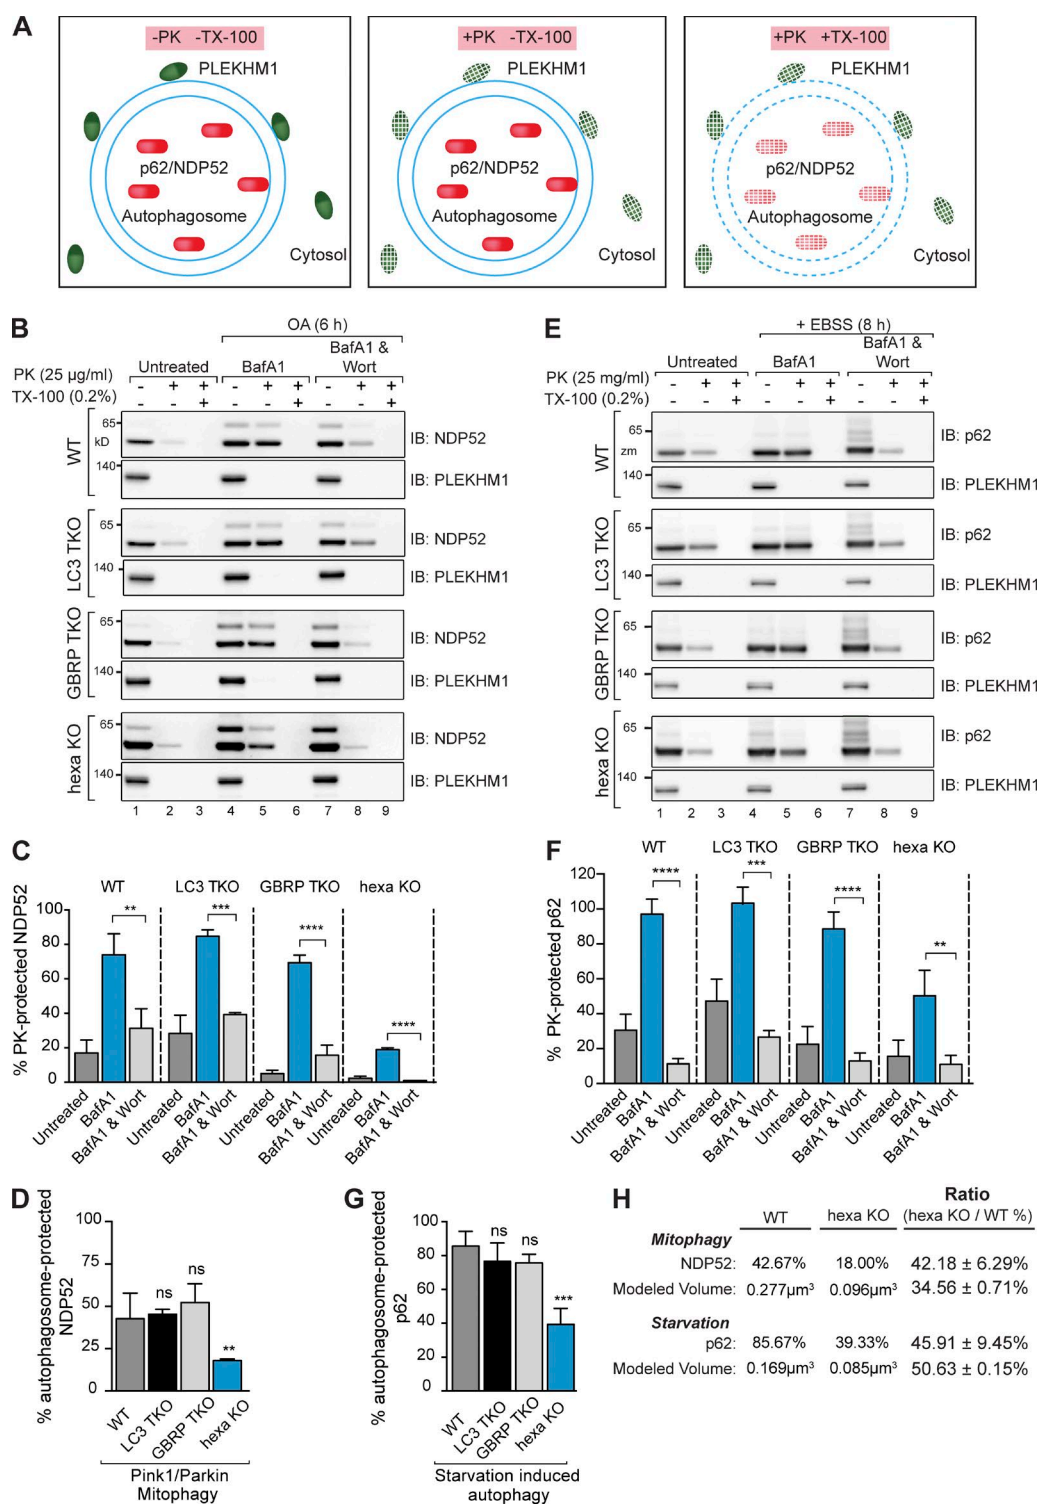 A
-PK -TX-100
PLEKHM1
p62/NDP52
Autophagosome
Cytosol
+PK -TX-100
PLEKHM1
p62/NDP52
Autophagosome
Cytosol
+PK +TX-100
PLEKHM1
p62/NDP52
Autophagosome
Cytosol
B
OA (6 h)
Untreated
BafA1
BafA1 &
Wort
PK (25 µg/ml) - + + - + + - + +
TX-100 (0.2%) - - + - - + - - +
WT
65
kD
IB: NDP52
140
IB: PLEKHM1
LC3 TKO
65
IB: NDP52
140
IB: PLEKHM1
GBRP TKO
65
IB: NDP52
140
IB: PLEKHM1
hexa KO
65
IB: NDP52
140
IB: PLEKHM1
1 2 3 4 5 6 7 8 9
E
+ EBSS (8 h)
Untreated
BafA1
BafA1 &
Wort
PK (25 mg/ml) - + + - + + - + +
TX-100 (0.2%) - - + - - + - - +
WT
65
zm
IB: p62
140
IB: PLEKHM1
LC3 TKO
65
IB: p62
140
IB: PLEKHM1
GBRP TKO
65
IB: p62
140
IB: PLEKHM1
hexa KO
65
IB: p62
140
IB: PLEKHM1
1 2 3 4 5 6 7 8 9
C
WT LC3 TKO GBRP TKO hexa KO
% PK-protected NDP52
100
80
60
40
20
0
** *** **** ****
Untreated BafA1 BafA1 & Wort Untreated BafA1 BafA1 & Wort Untreated BafA1 BafA1 & Wort Untreated BafA1 BafA1 & Wort
F
WT LC3 TKO GBRP TKO hexa KO
% PK-protected p62
120
100
80
60
40
20
0
**** *** **** **
Untreated BafA1 BafA1 & Wort Untreated BafA1 BafA1 & Wort Untreated BafA1 BafA1 & Wort Untreated BafA1 BafA1 & Wort
D
% autophagosome-protected
NDP52
100
75
50
25
0
ns ns **
WT LC3 TKO GBRP TKO hexa KO
Pink1/Parkin
Mitophagy
G
% autophagosome-protected
p62
100
80
60
40
20
0
ns ns ***
WT LC3 TKO GBRP TKO hexa KO
Starvation induced
autophagy
H
WT hexa KO Ratio
(hexa KO / WT %)
Mitophagy
NDP52: 42.67% 18.00% 42.18 ± 6.29%
Modeled Volume: 0.277µm³ 0.096µm³ 34.56 ± 0.71%
Starvation
p62: 85.67% 39.33% 45.91 ± 9.45%
Modeled Volume: 0.169µm³ 0.085µm³ 50.63 ± 0.15%